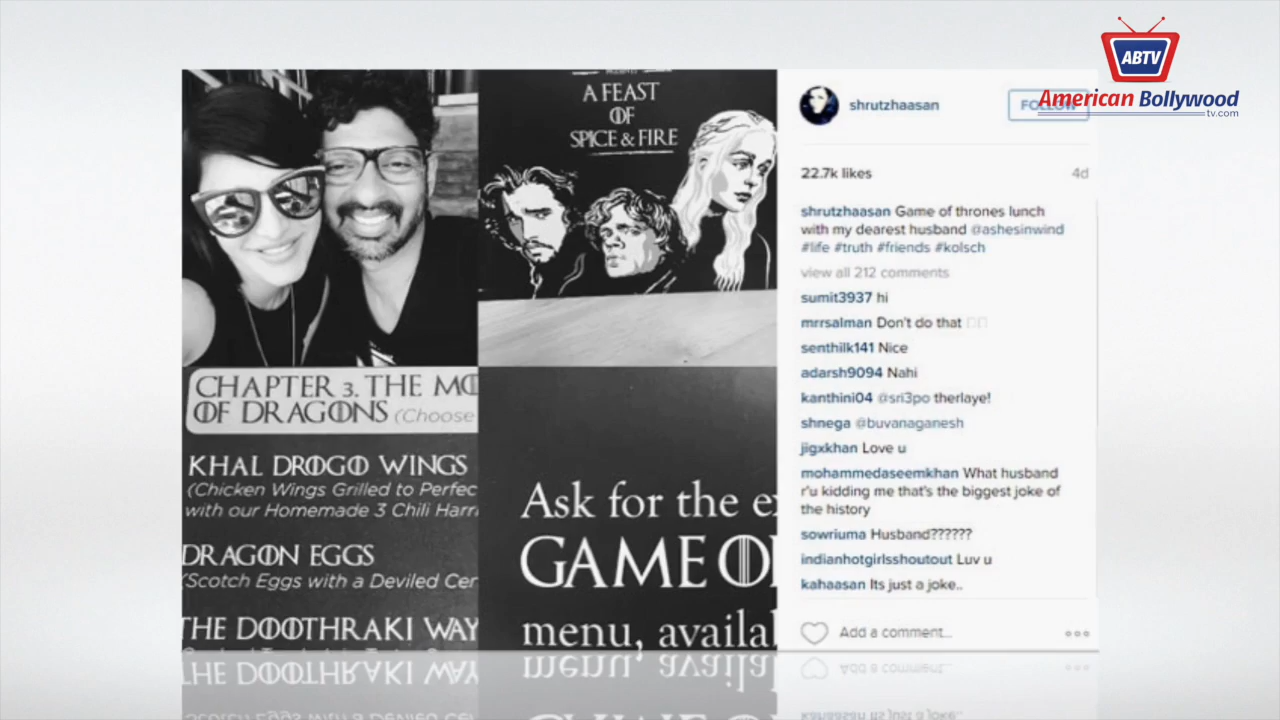 ABTV
American Bollywood
tv.com
A FEAST
OF
SPICE & FIRE
CHAPTER 3. THE MO
OF DRAGONS (Choose
KHAL DROGO WINGS
(Chicken Wings Grilled to Perfec
with our Homemade 3 Chili Harri
DRAGON EGGS
(Scotch Eggs with a Deviled Cer
THE DOOTHRAKI WAY
Ask for the ex
GAME OF
menu, availal
shrutzhaasan
FOLLOW
22.7k likes
4d
shrutzhaasan Game of thrones lunch
with my dearest husband @ashesinwind
#life #truth #friends #kolsch
view all 212 comments
sumit3937 hi
mrrsalman Don't do that
senthilk141 Nice
adarsh9094 Nahi
kanthini04 @sri3po therlaye!
shnega @buvanaganesh
jigxkhan Love u
mohammedaseemkhan What husband
r'u kidding me that's the biggest joke of
the history
sowriuma Husband??????
indianhotgirlsshoutout Luv u
kahaasan Its just a joke..
Add a comment...